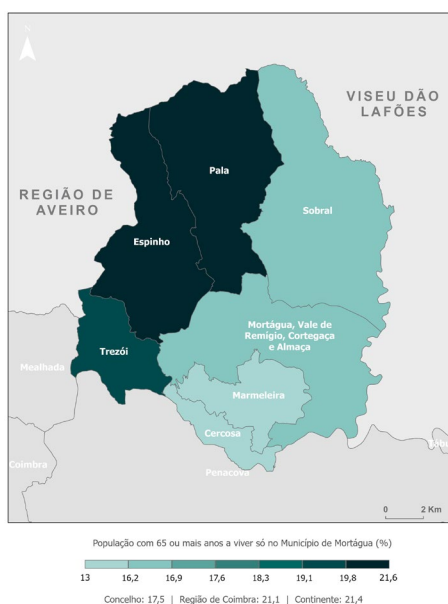 VISEU DÃO
LAFÕES
Pala
REGIÃO DE
AVEIRO
Sobral
Espinho
Mortágua, Vale de
Remígio, Cortegaça
e Almaça
Trezói
Mealhada
Marmeleira
Cercosa
Coimbra
Penacova
0 2 Km
População com 65 ou mais anos a viver só no Município de Mortágua (%)
13 16,2 16,9 17,6 18,3 19,1 19,8 21,6
Concelho: 17,5 | Região de Coimbra: 21,1 | Continente: 21,4